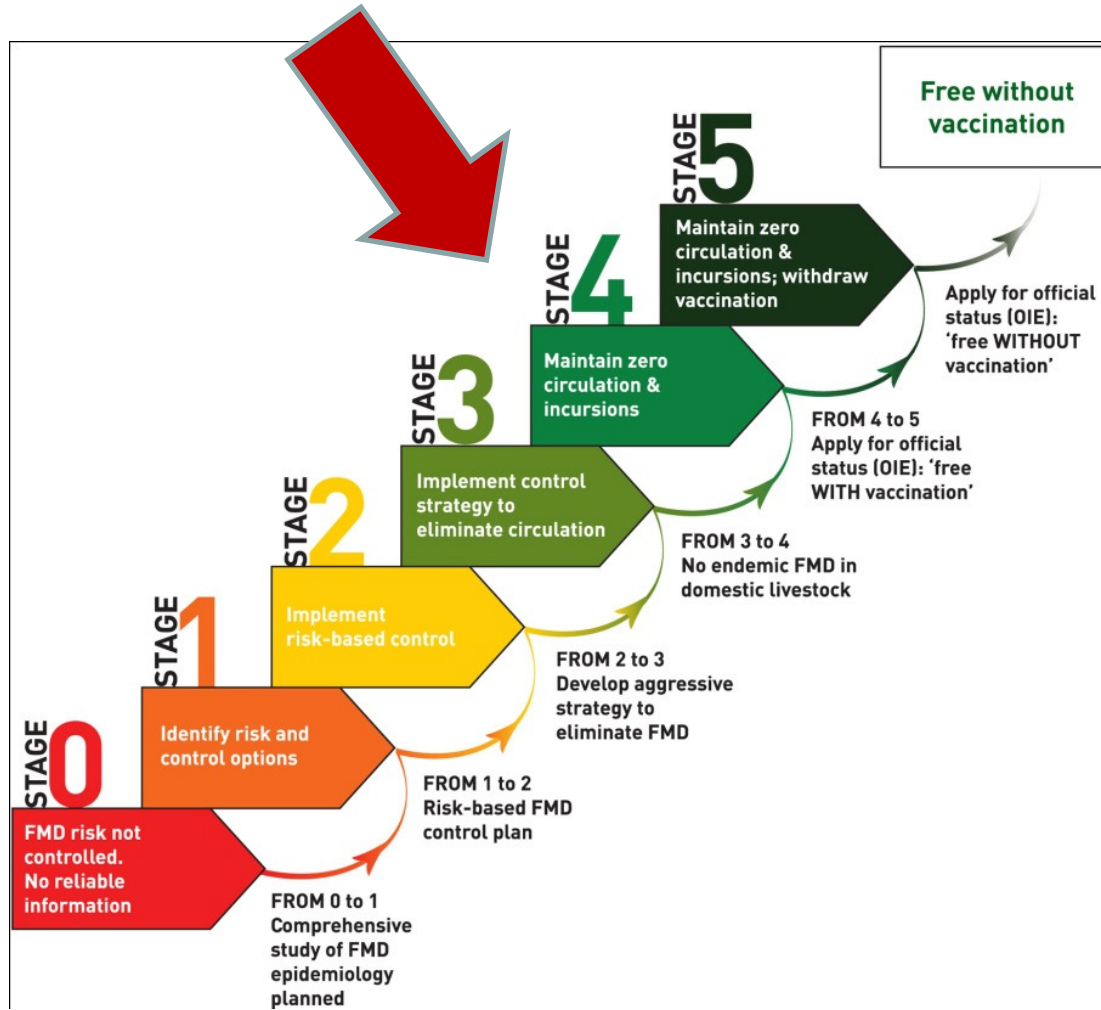 STAGE 0
FMD risk not
controlled.
No reliable
information
FROM 0 to 1
Comprehensive
study of FMD
epidemiology
planned
STAGE 1
Identify risk and
control options
FROM 1 to 2
Risk-based FMD
control plan
STAGE 2
Implement
risk-based control
FROM 2 to 3
Develop aggressive
strategy to
eliminate FMD
STAGE 3
Implement control
strategy to
eliminate circulation
FROM 3 to 4
No endemic FMD in
domestic livestock
STAGE 4
Maintain zero
circulation &
incursions
FROM 4 to 5
Apply for official
status (OIE): ‘free
WITH vaccination’
STAGE 5
Maintain zero
circulation &
incursions; withdraw
vaccination
Apply for official
status (OIE):
‘free WITHOUT
vaccination’
Free without
vaccination